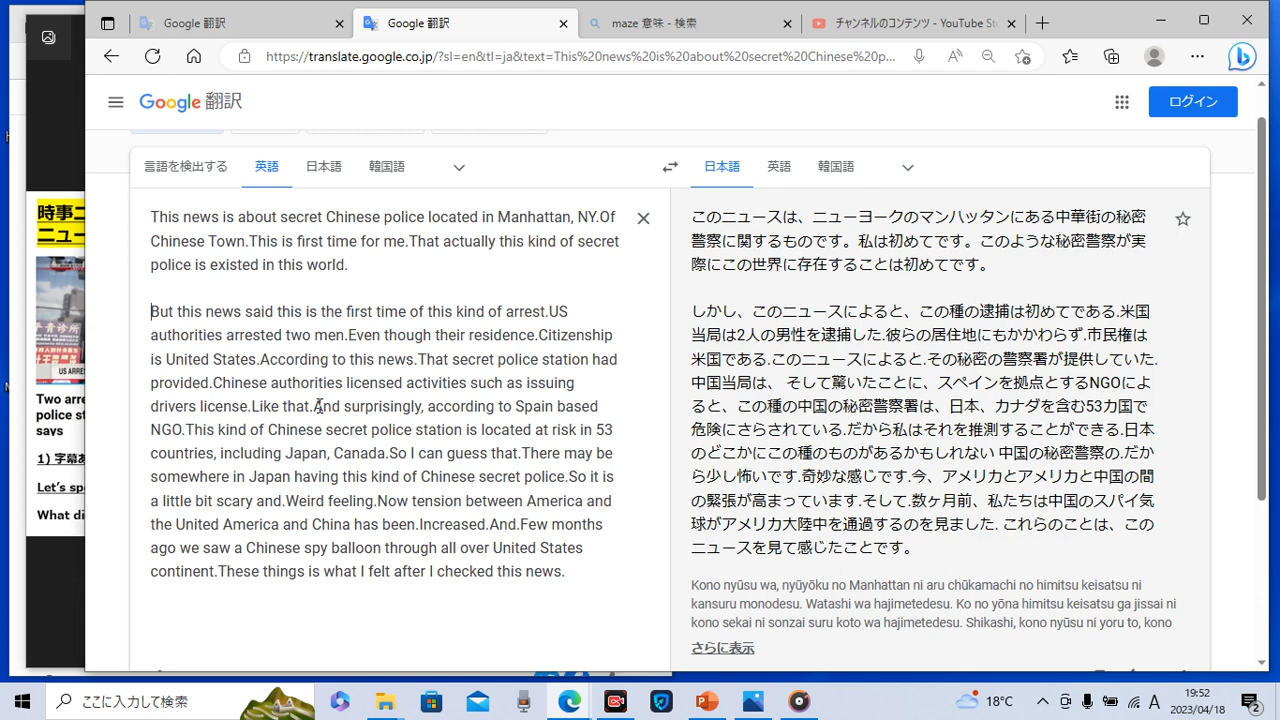 Google 翻訳
Google 翻訳
maze 意味 - 検索
チャンネルのコンテンツ - YouTube St
https://translate.google.co.jp/?sl=en&tl=ja&text=This%20news%20is%20about%20secret%20Chinese%20p...
Google 翻訳
ログイン
言語を検出する 英語 日本語 韓国語
日本語 英語 韓国語
This news is about secret Chinese police located in Manhattan, NY.Of
Chinese Town.This is first time for me.That actually this kind of secret
police is existed in this world.
But this news said this is the first time of this kind of arrest.US
authorities arrested two men.Even though their residence.Citizenship
is United States.According to this news.That secret police station had
provided.Chinese authorities licensed activities such as issuing
drivers license.Like that.And surprisingly, according to Spain based
NGO.This kind of Chinese secret police station is located at risk in 53
countries, including Japan, Canada.So I can guess that.There may be
somewhere in Japan having this kind of Chinese secret police.So it is
a little bit scary and.Weird feeling.Now tension between America and
the United America and China has been.Increased.And.Few months
ago we saw a Chinese spy balloon through all over United States
continent.These things is what I felt after I checked this news.
このニュースは、ニューヨークのマンハッタンにある中華街の秘密
警察に関するものです。私は初めてです。このような秘密警察が実
際にこの世界に存在することは初めてです。
しかし、このニュースによると、この種の逮捕は初めてである.米国
当局は2人の男性を逮捕した.彼らの居住地にもかかわらず.市民権は
米国である.このニュースによると.その秘密の警察署が提供していた.
中国当局は、そして驚いたことに、スペインを拠点とするNGOによ
ると、この種の中国の秘密警察署は、日本、カナダを含む53カ国で
危険にさらされている.だから私はそれを推測することができる.日本
のどこかにこの種のものがあるかもしれない 中国の秘密警察の.だか
ら少し怖いです.奇妙な感じです.今、アメリカとアメリカと中国の間
の緊張が高まっています.そして.数ヶ月前、私たちは中国のスパイ気
球がアメリカ大陸中を通過するのを見ました. これらのことは、この
ニュースを見て感じたことです。
Kono nyūsu wa, nyūyōku no Manhattan ni aru chūkamachi no himitsu keisatsu ni
kansuru monodesu. Watashi wa hajimetedesu. Ko no yōna himitsu keisatsu ga jissai ni
kono sekai ni sonzai suru koto wa hajimetedesu. Shikashi, kono nyūsu ni yoru to, kono
さらに表示
時事ニ
ニュー
US ARRES
Two arr
police st
says
1) 字幕あ
Let's sp
What di
ここに入力して検索
18°C
A
19:52
2023/04/18
2